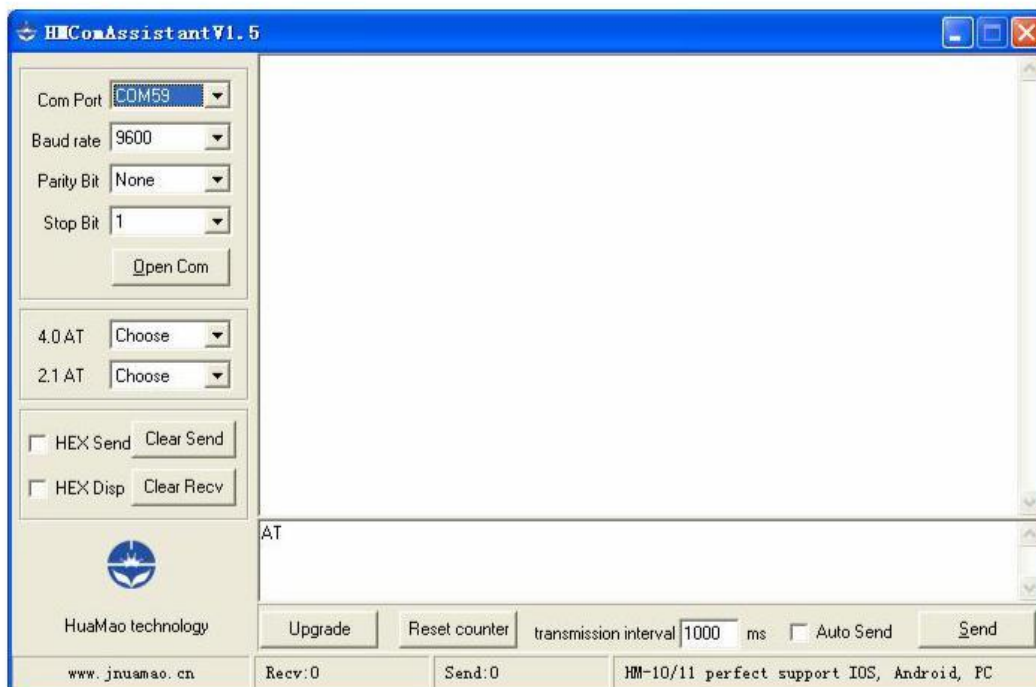 HMComAssistantV1.5
Com Port COM59
Baud rate 9600
Parity Bit None
Stop Bit 1
Open Com
4.0 AT Choose
2.1 AT Choose
HEX Send Clear Send
HEX Disp Clear Recv
HuaMao technology
AT
Upgrade Reset counter transmission interval 1000 ms Auto Send Send
www.jnuamao.cn Recv:0 Send:0 HM-10/11 perfect support IOS, Android, PC